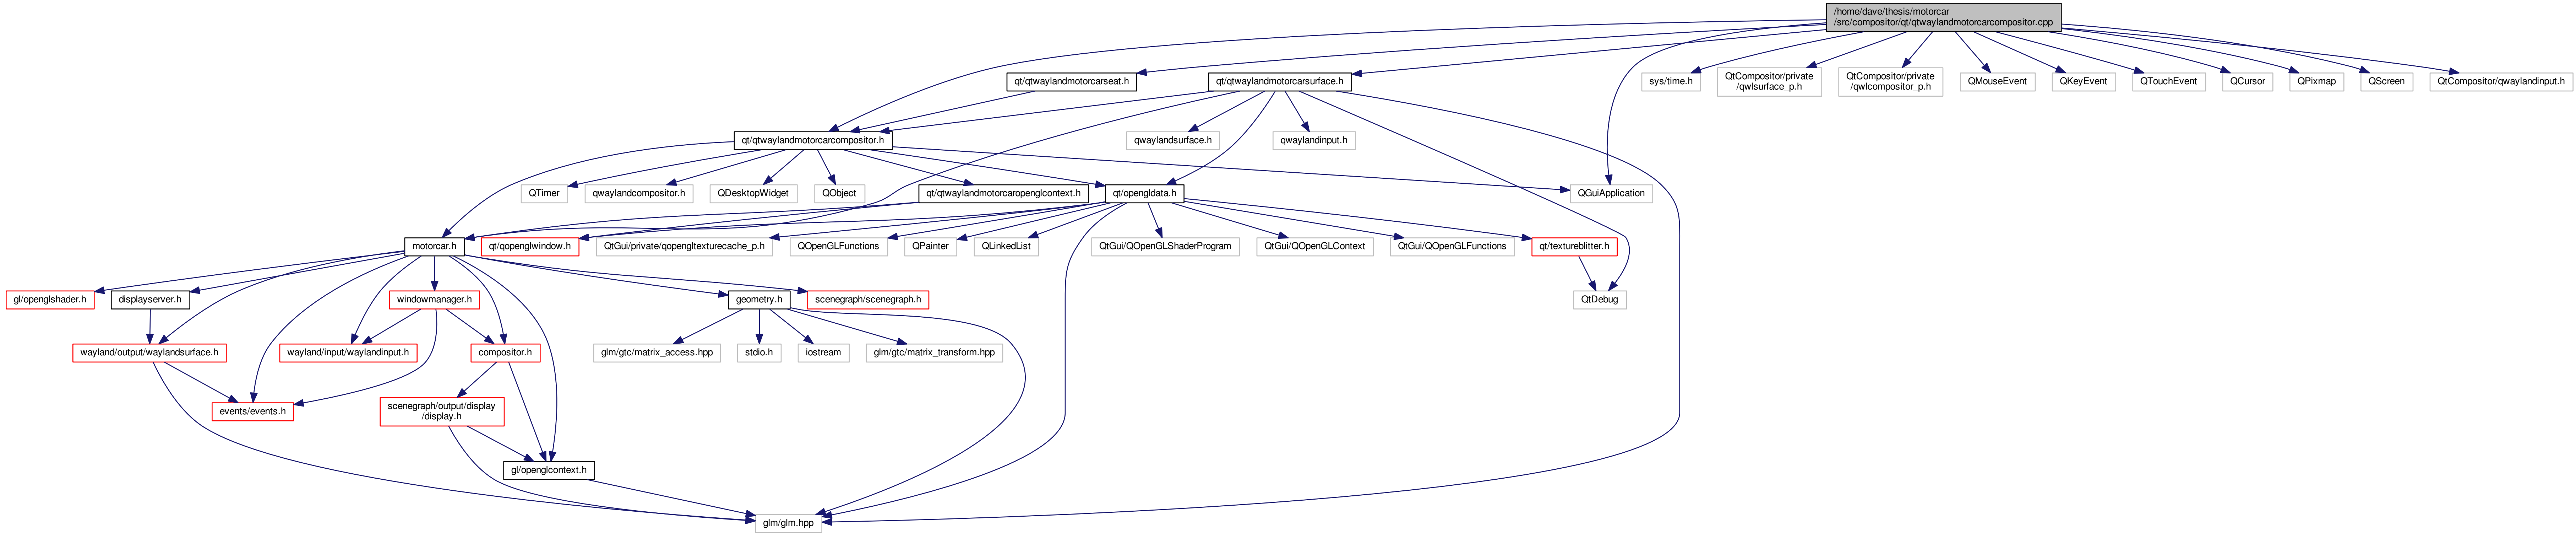 /home/dave/thesis/motorcar
/src/compositor/qt/qtwaylandmotorcarcompositor.cpp
qt/qtwaylandmotorcarseat.h
qt/qtwaylandmotorcarsurface.h
sys/time.h
QtCompositor/private
/qwlsurface_p.h
QtCompositor/private
/qwlcompositor_p.h
QMouseEvent
QKeyEvent
QTouchEvent
QCursor
QPixmap
QScreen
QtCompositor/qwaylandinput.h
qt/qtwaylandmotorcarcompositor.h
qwaylandsurface.h
qwaylandinput.h
QTimer
qwaylandcompositor.h
QDesktopWidget
QObject
qt/qtwaylandmotorcaropenglcontext.h
qt/opengldata.h
QGuiApplication
motorcar.h
qt/qopenglwindow.h
QtGui/private/qopengltexturecache_p.h
QOpenGLFunctions
QPainter
QLinkedList
QtGui/QOpenGLShaderProgram
QtGui/QOpenGLContext
QtGui/QOpenGLFunctions
qt/textureblitter.h
gl/openglshader.h
displayserver.h
windowmanager.h
geometry.h
scenegraph/scenegraph.h
QtDebug
wayland/output/waylandsurface.h
wayland/input/waylandinput.h
compositor.h
glm/gtc/matrix_access.hpp
stdio.h
iostream
glm/gtc/matrix_transform.hpp
events/events.h
scenegraph/output/display
/display.h
gl/openglcontext.h
glm/glm.hpp